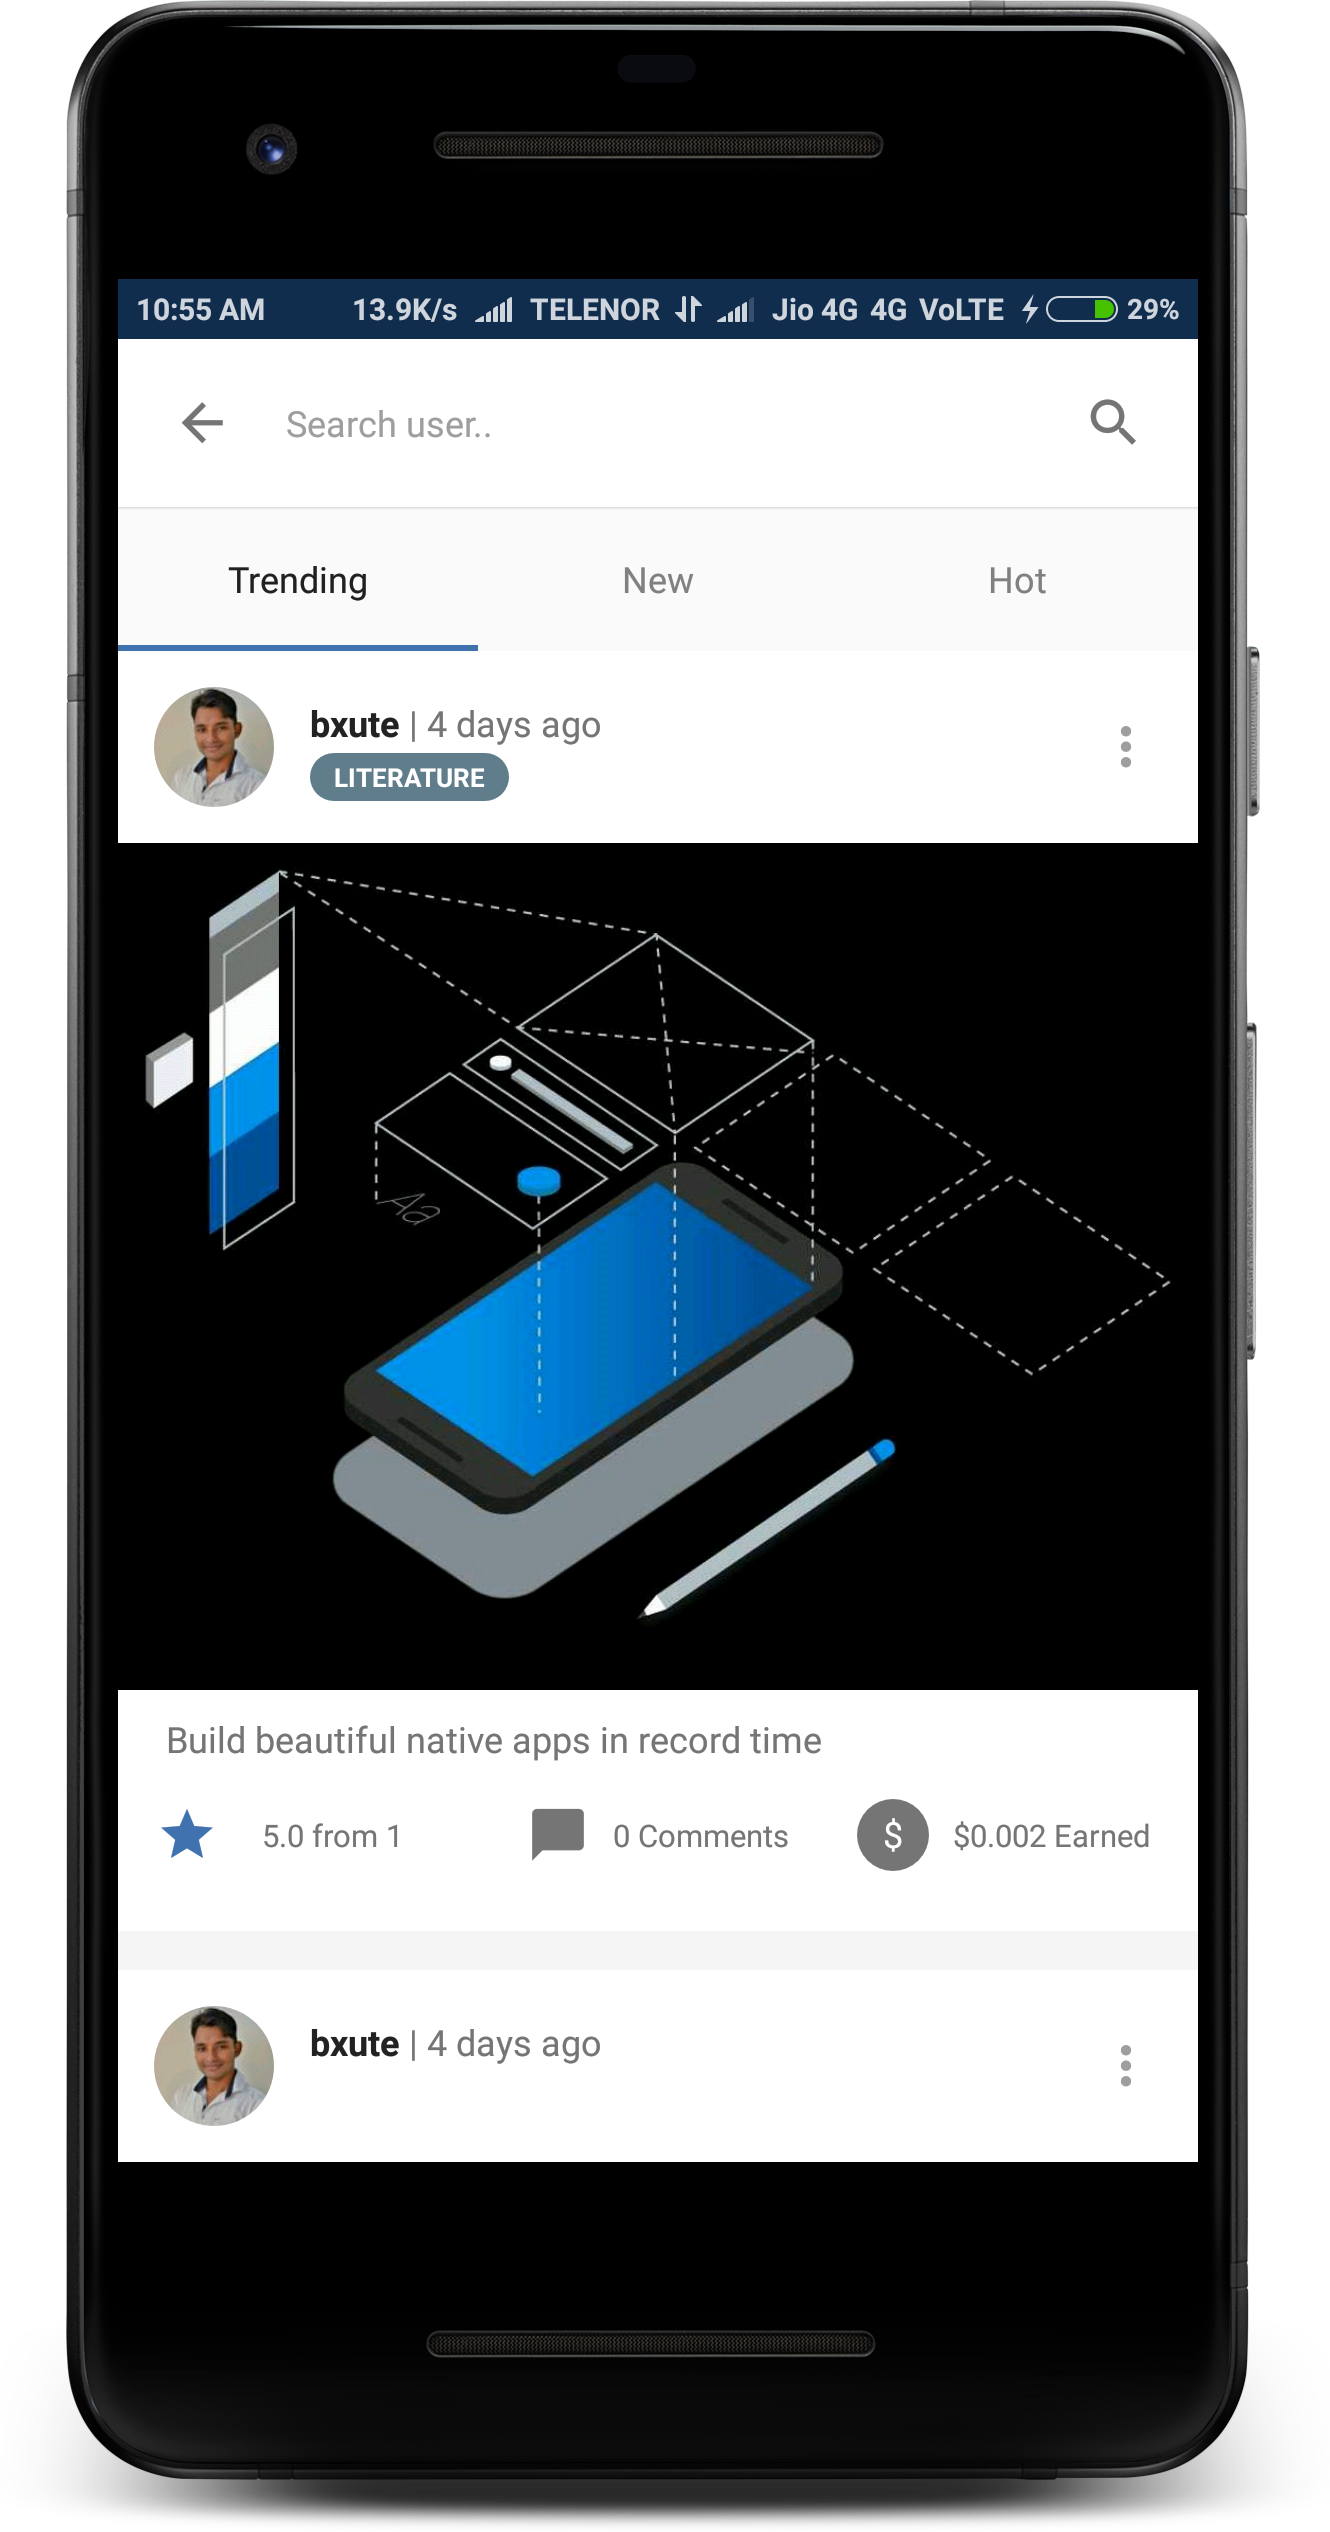 10:55 AM 13.9K/s TELENOR Jio 4G 4G VoLTE 29%
Search user..
Trending New Hot
bxute | 4 days ago
LITERATURE
Aa
Build beautiful native apps in record time
5.0 from 1 0 Comments $ $0.002 Earned
bxute | 4 days ago